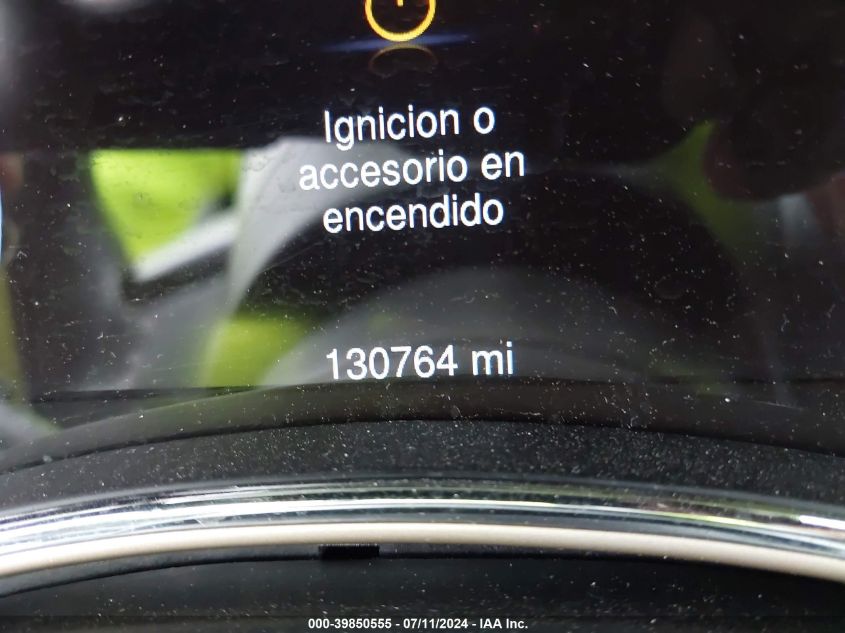 Ignicion o
accesorio en
encendido
130764 mi
000-39850555 - 07/11/2024 - IAA Inc.